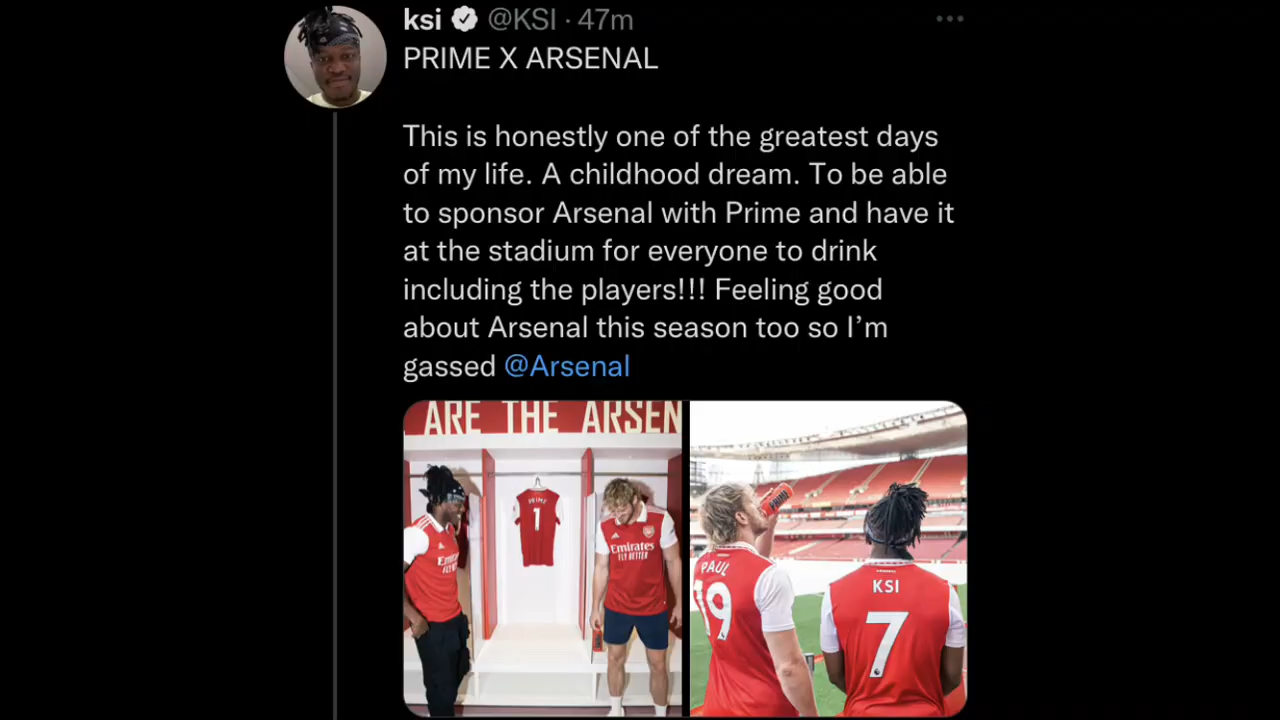 ksi @KSI · 47m
PRIME X ARSENAL
This is honestly one of the greatest days
of my life. A childhood dream. To be able
to sponsor Arsenal with Prime and have it
at the stadium for everyone to drink
including the players!!! Feeling good
about Arsenal this season too so I’m
gassed @Arsenal
ARE THE ARSEN
PRIME
1
Emirates
FLY BETTER
Emirates
FLY BETTER
PRIME
PAUL
19
KSI
7